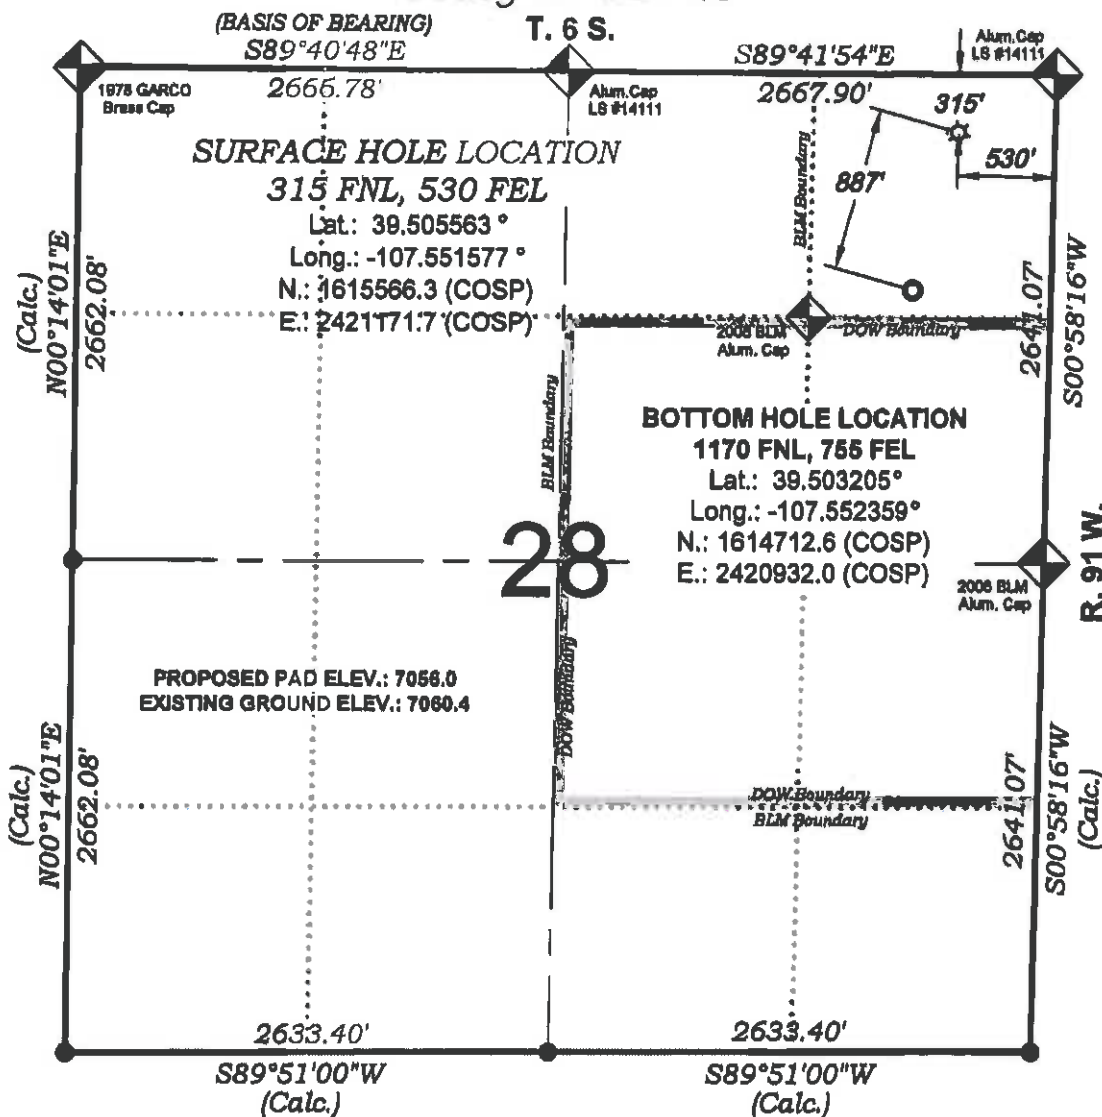 (BASIS OF BEARING)
T. 6 S.
S89°40'48"E
S89°41'54"E
Alum.Cap
LS #14111
1978 GARCO
Brass Cap
2666.78'
Alum.Cap
LS #14111
2667.90'
315'
530'
887'
SURFACE HOLE LOCATION
315 FNL, 530 FEL
Lat.: 39.505563 °
Long.: -107.551577 °
N.: 1615566.3 (COSP)
E.: 2421171.7 (COSP)
BLM Boundary
(Calc.)
N00°14'01"E
2662.08'
2641.07'
S00°58'16"W
2006 BLM
Alum. Cap
DOW Boundary
BLM Boundary
BOTTOM HOLE LOCATION
1170 FNL, 755 FEL
Lat.: 39.503205°
Long.: -107.552359°
N.: 1614712.6 (COSP)
E.: 2420932.0 (COSP)
28
R. 91 W.
2006 BLM
Alum. Cap
PROPOSED PAD ELEV.: 7056.0
EXISTING GROUND ELEV.: 7060.4
DOW Boundary
(Calc.)
N00°14'01"E
2662.08'
DOW Boundary
BLM Boundary
2641.07'
S00°58'16"W
(Calc.)
2633.40'
2633.40'
S89°51'00"W
(Calc.)
S89°51'00"W
(Calc.)